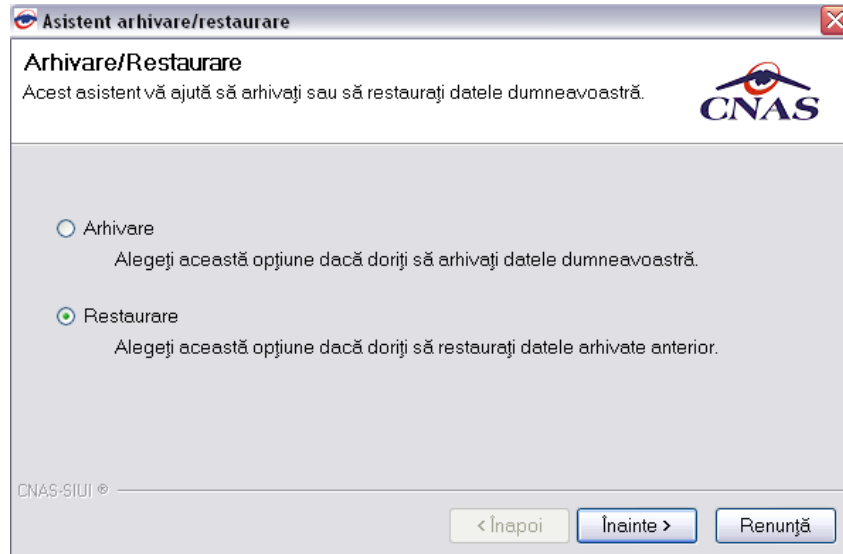 Asistent arhivare/restaurare
Arhivare/Restaurare
Acest asistent vă ajută să arhivaţi sau să restauraţi datele dumneavoastră.
CNAS
Arhivare
Alegeţi această opţiune dacă doriţi să arhivaţi datele dumneavoastră.
Restaurare
Alegeţi această opţiune dacă doriţi să restauraţi datele arhivate anterior.
CNAS-SIUI ®
< Înapoi
Înainte >
Renunţă